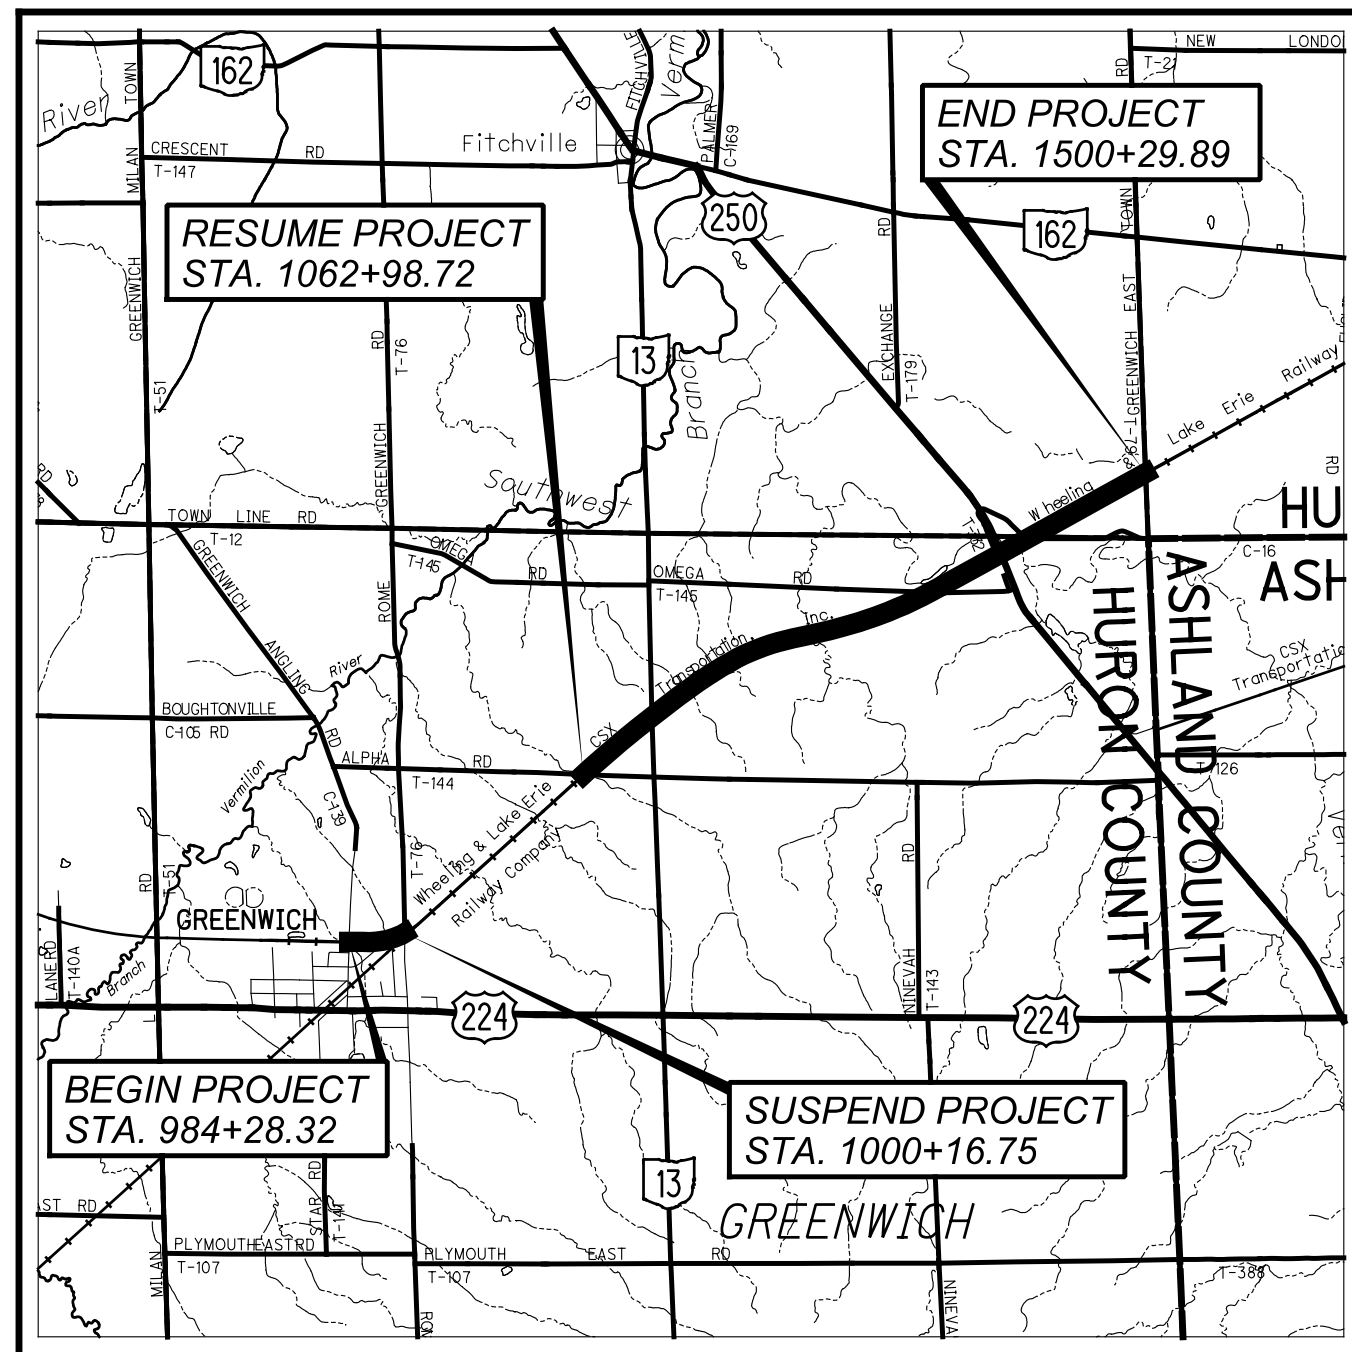 NEW LONDO
T-2
162
River
MILAN TOWN
CRESCENT RD
T-147
Fitchville
FITCHVILLE
Verm
PALMER
C-1169
RD
TOWN
END PROJECT
STA. 1500+29.89
250
162
RESUME PROJECT
STA. 1062+98.72
GREENWICH
RD
T-76
13
Branch
RD
EXCHANGE
T-179
T-79
GREENWICH EAST
Lake Erie Railway
&
Wheeling
T-51
GREENWICH
RD
Southwest
RD
TOWN LINE RD
T-12
HU
C-16
ASH
OMEGA RD
T-145
OMEGA RD
T-145
ROME
GREENWICH
ANGLING
RD
C-139
River
Transportation, Inc.
CSX
ASHLAND COUNTY
HURON COUNTY
CSX
Transportatio
BOUGHTONVILLE
C-105 RD
ALPHA RD
T-144
T-126
Vermilion
Wheeling & Lake Erie
Railway Company
T-76
RD
T-51
RD
NINEVAH
T-143
GREENWICH
LANE RD
T-140A
Branch
224
224
BEGIN PROJECT
STA. 984+28.32
SUSPEND PROJECT
STA. 1000+16.75
13
GREENWICH
ST RD
STAR RD
MILAN
PLYMOUTH EAST RD
T-107
PLYMOUTH EAST RD
T-107
T-388
NINEVA